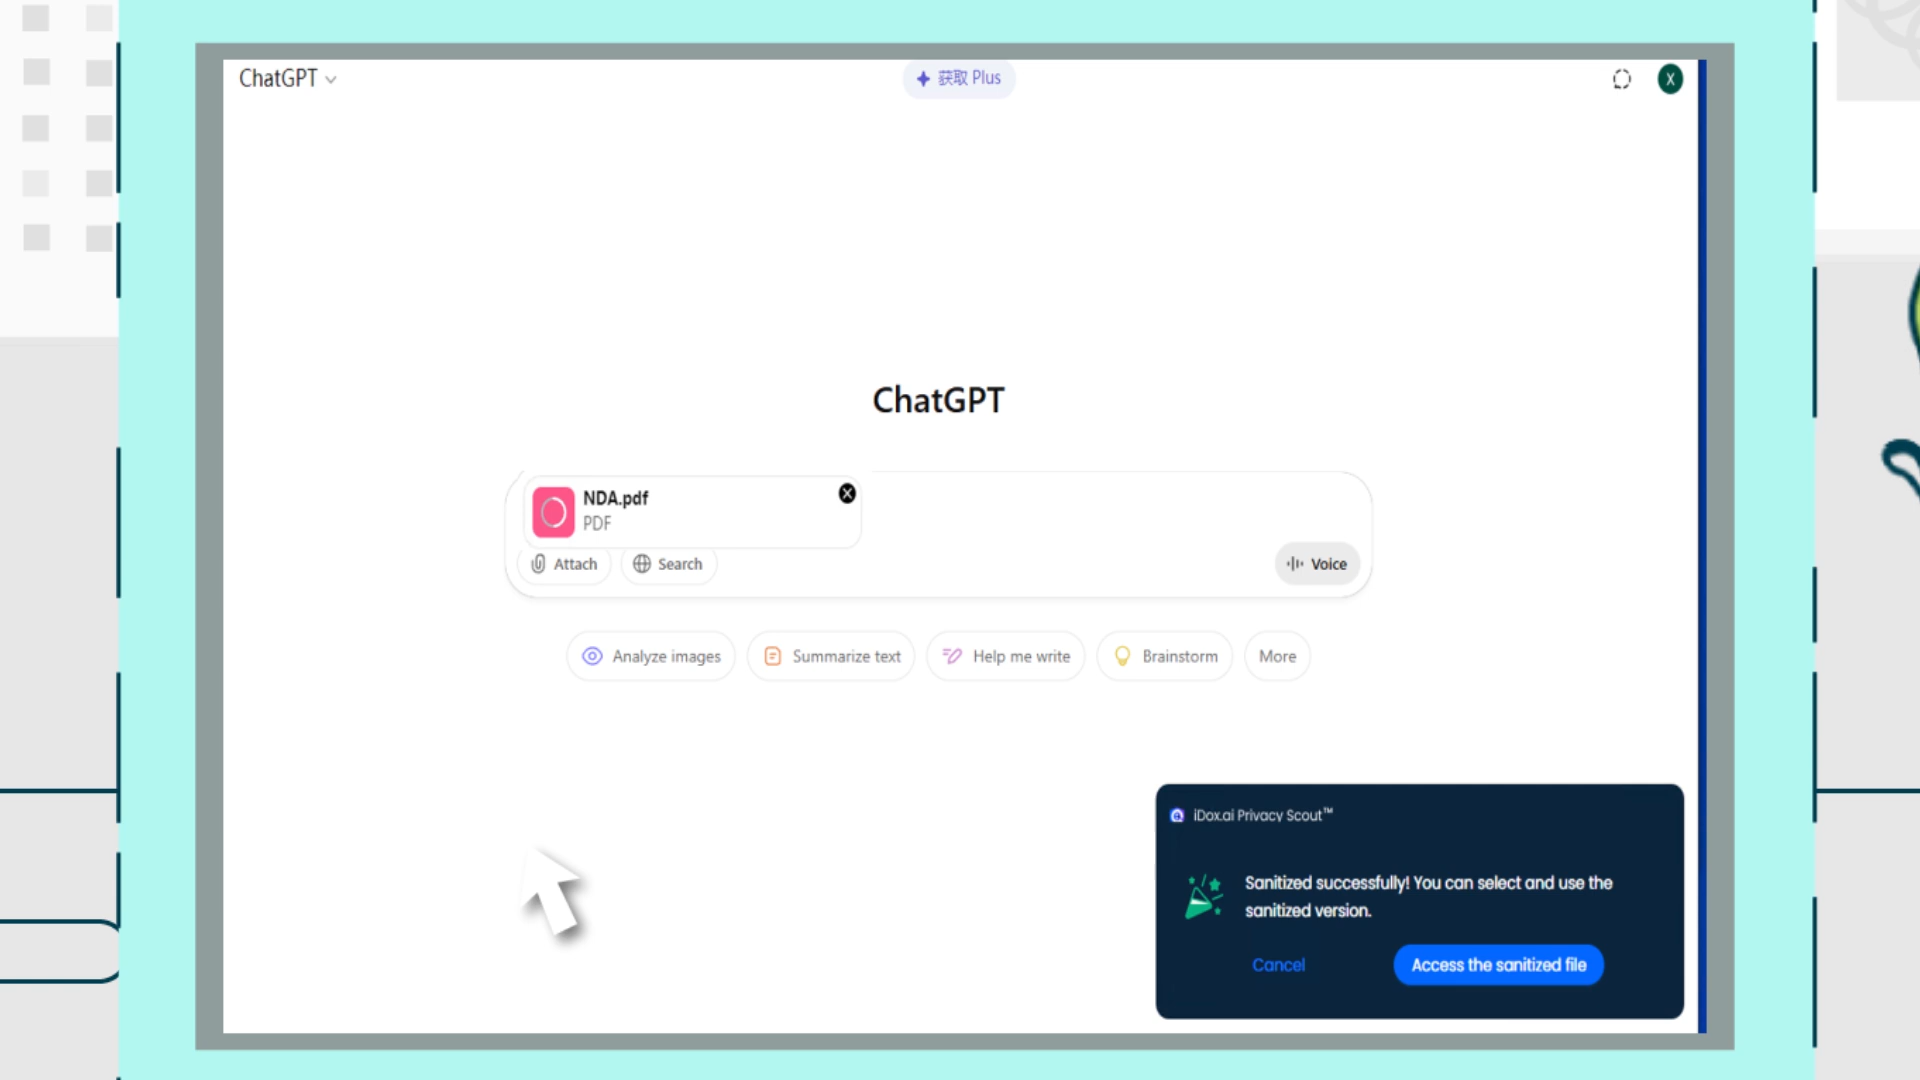 ChatGPT
获取 Plus
X
ChatGPT
NDA.pdf
PDF
Attach
Search
Voice
Analyze images
Summarize text
Help me write
Brainstorm
More
iDox.ai Privacy Scout™
Sanitized successfully! You can select and use the
sanitized version.
Cancel
Access the sanitized file